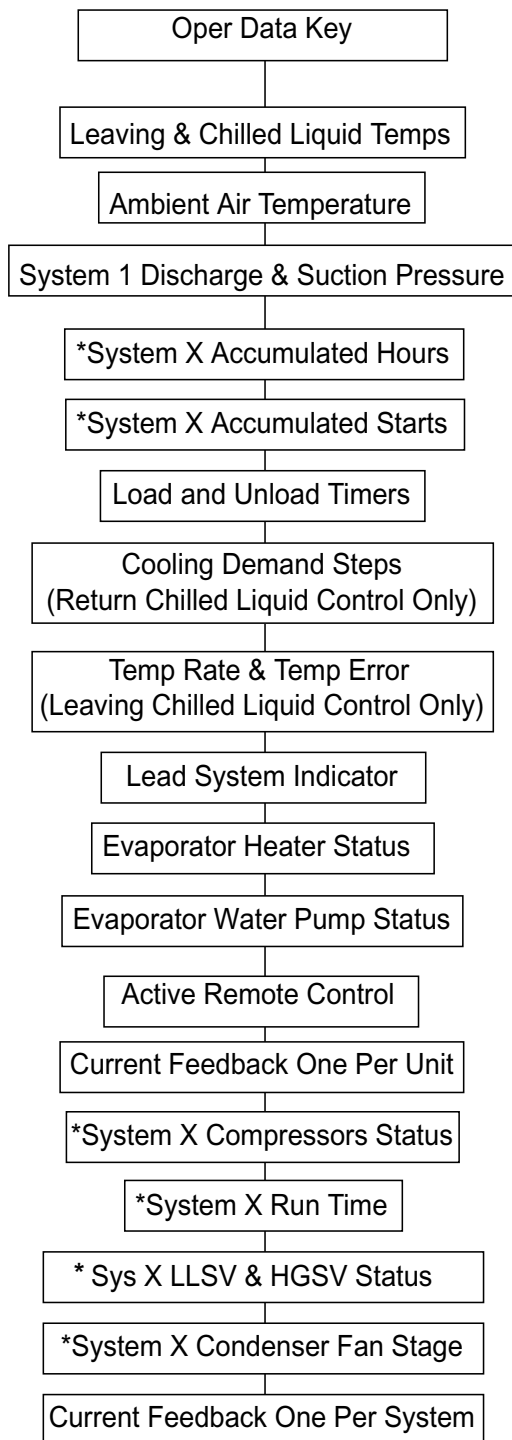 Oper Data Key
Leaving & Chilled Liquid Temps
Ambient Air Temperature
System 1 Discharge & Suction Pressure
*System X Accumulated Hours
*System X Accumulated Starts
Load and Unload Timers
Cooling Demand Steps
(Return Chilled Liquid Control Only)
Temp Rate & Temp Error
(Leaving Chilled Liquid Control Only)
Lead System Indicator
Evaporator Heater Status
Evaporator Water Pump Status
Active Remote Control
Current Feedback One Per Unit
*System X Compressors Status
*System X Run Time
* Sys X LLSV & HGSV Status
*System X Condenser Fan Stage
Current Feedback One Per System